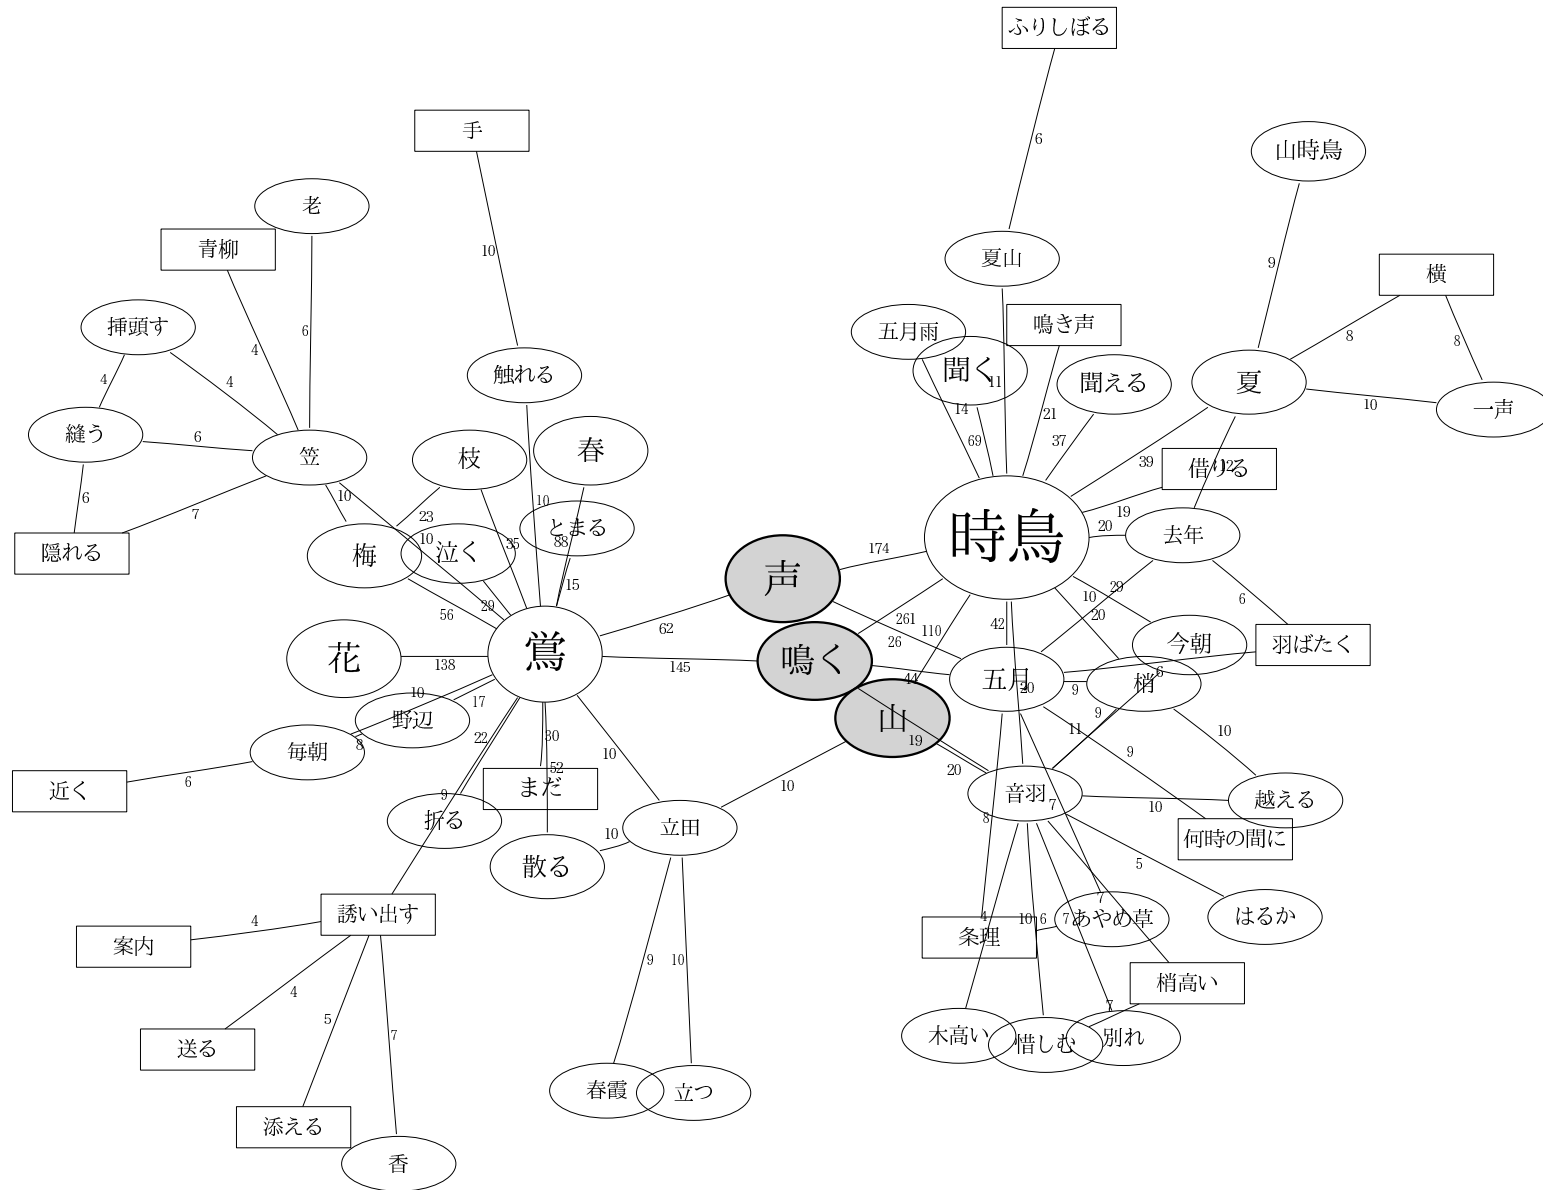 ふりしぼる
6
手
山時鳥
老
青柳
夏山
10
9
横
挿頭す
6
4
五月雨
鳴き声
8
8
触れる
聞く
聞える
夏
4
4
11
14
21
10
一声
縫う
6
笠
枝
春
69
37
39
借りる
12
10
6
7
23
10
とまる
19
20
隠れる
梅
泣く
10
35
88
時鳥
去年
174
15
声
56
29
10
29
20
6
62
261
26
110
42
今朝
羽ばたく
花
138
鶯
145
鳴く
44
五月
20
9
梢
6
10
17
野辺
山
9
11
10
毎朝
8
22
30
10
19
20
9
近く
6
9
52
まだ
10
音羽
7
10
越える
折る
10
立田
8
何時の間に
散る
5
誘い出す
4
案内
4
10
6
7
7
あやめ草
はるか
条理
9
10
4
梢高い
5
7
7
送る
木高い
惜しむ
別れ
春霞
立つ
添える
香